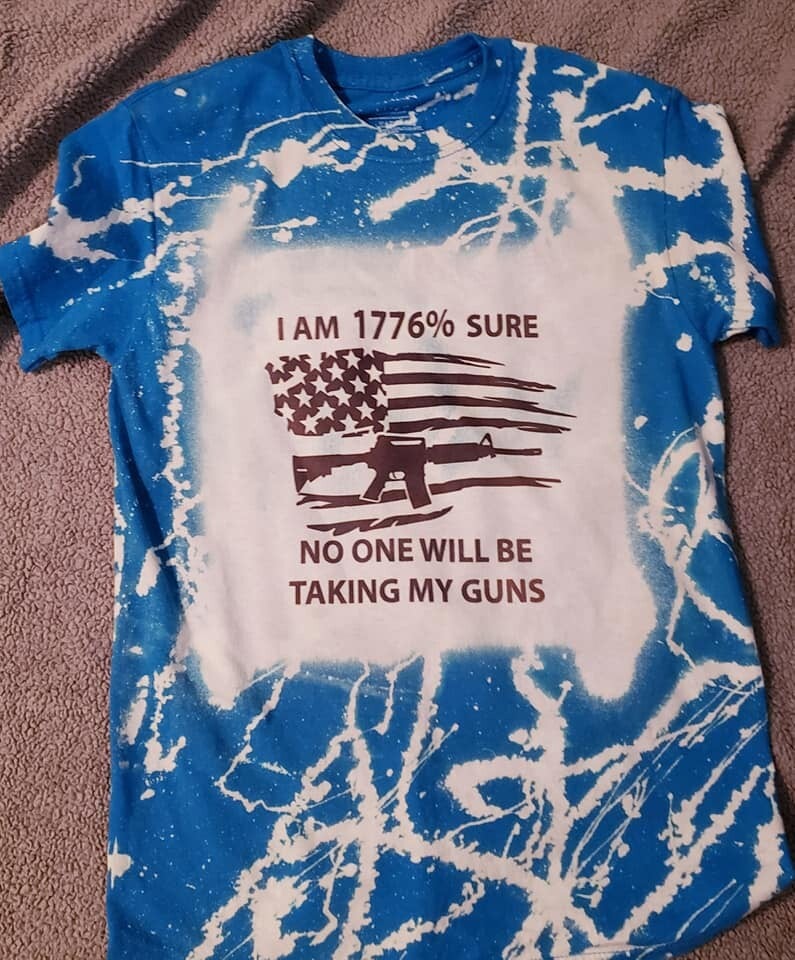 I AM 1776% SURE
NO ONE WILL BE
TAKING MY GUNS